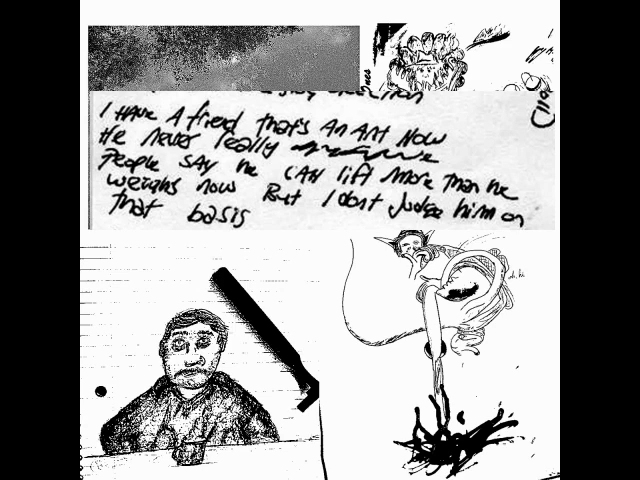 I HAVE A friend that's AN ANT NOW
He never really
People SAY he CAN lift more than he
weighs now But I dont judge him on
that basis